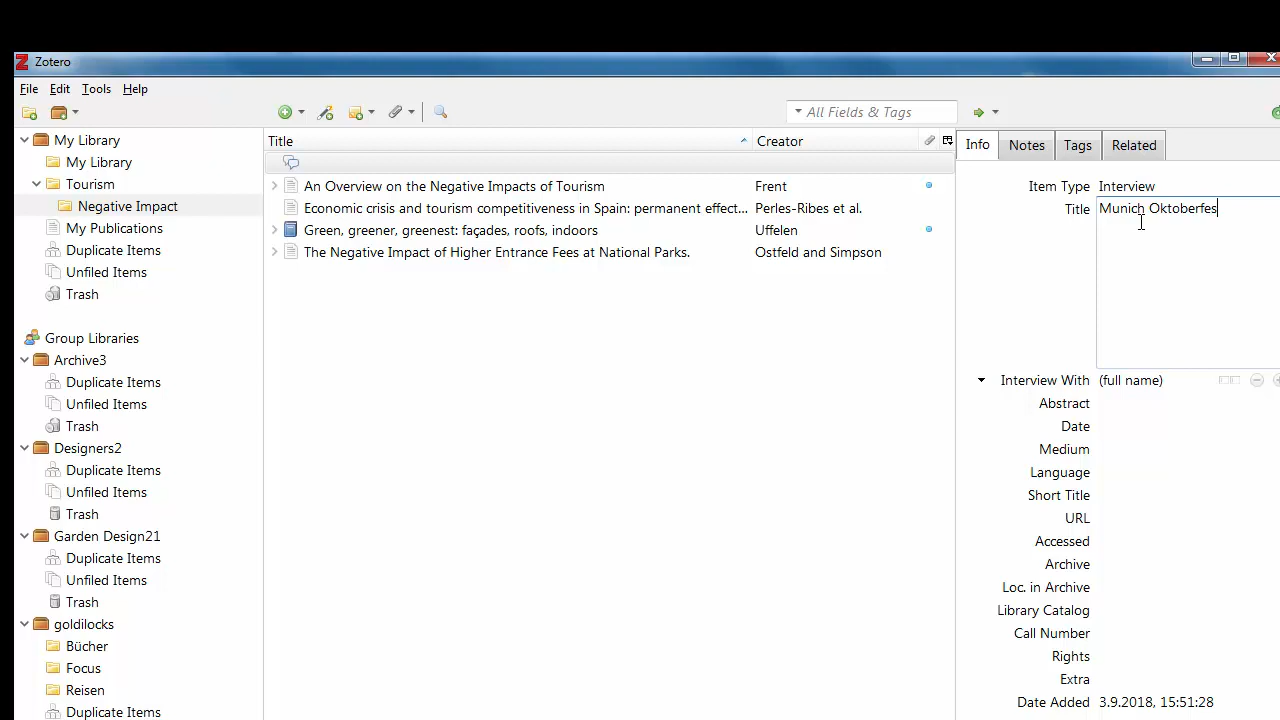 Zotero
File Edit Tools Help
All Fields & Tags
My Library
My Library
Tourism
Negative Impact
My Publications
Duplicate Items
Unfiled Items
Trash
Group Libraries
Archive3
Duplicate Items
Unfiled Items
Trash
Designers2
Duplicate Items
Unfiled Items
Trash
Garden Design21
Duplicate Items
Unfiled Items
Trash
goldilocks
Bücher
Focus
Reisen
Duplicate Items
Title Creator
An Overview on the Negative Impacts of Tourism Frent
Economic crisis and tourism competitiveness in Spain: permanent effect... Perles-Ribes et al.
Green, greener, greenest: façades, roofs, indoors Uffelen
The Negative Impact of Higher Entrance Fees at National Parks. Ostfeld and Simpson
Info Notes Tags Related
Item Type Interview
Title Munich Oktoberfes
Interview With (full name)
Abstract
Date
Medium
Language
Short Title
URL
Accessed
Archive
Loc. in Archive
Library Catalog
Call Number
Rights
Extra
Date Added 3.9.2018, 15:51:28